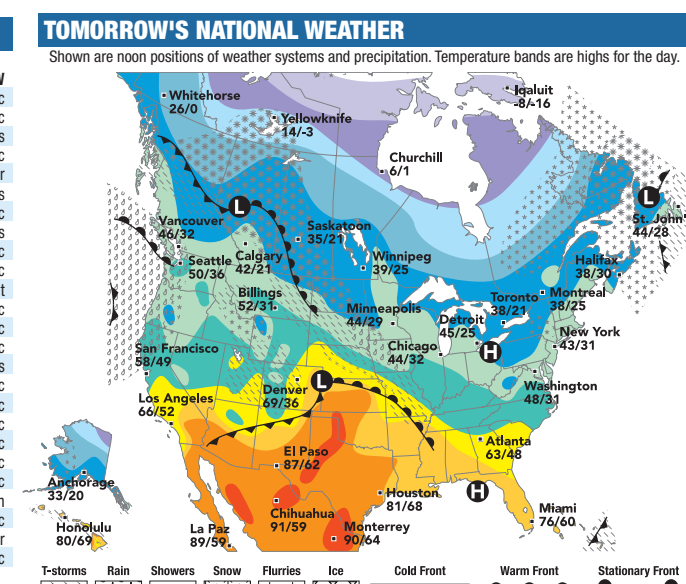 TOMORROW'S NATIONAL WEATHER
Shown are noon positions of weather systems and precipitation. Temperature bands are highs for the day.
Whitehorse
26/0
Iqaluit
-8/-16
Yellowknife
14/-3
Churchill
6/1
L
L
St. John'
44/28
Vancouver
46/32
Saskatoon
35/21
Seattle
50/36
Calgary
42/21
Winnipeg
39/25
Halifax
38/30
Billings
52/31
Minneapolis
44/29
Toronto
38/21
Montreal
38/25
Detroit
45/25
New York
43/31
San Francisco
58/49
Chicago
44/32
H
Washington
48/31
Los Angeles
66/52
Denver
69/36
L
Atlanta
63/48
El Paso
87/62
Anchorage
33/20
Houston
81/68
H
Chihuahua
91/59
Miami
76/60
Honolulu
80/69
La Paz
89/59
Monterrey
90/64
T-storms Rain Showers Snow Flurries Ice Cold Front Warm Front Stationary Front